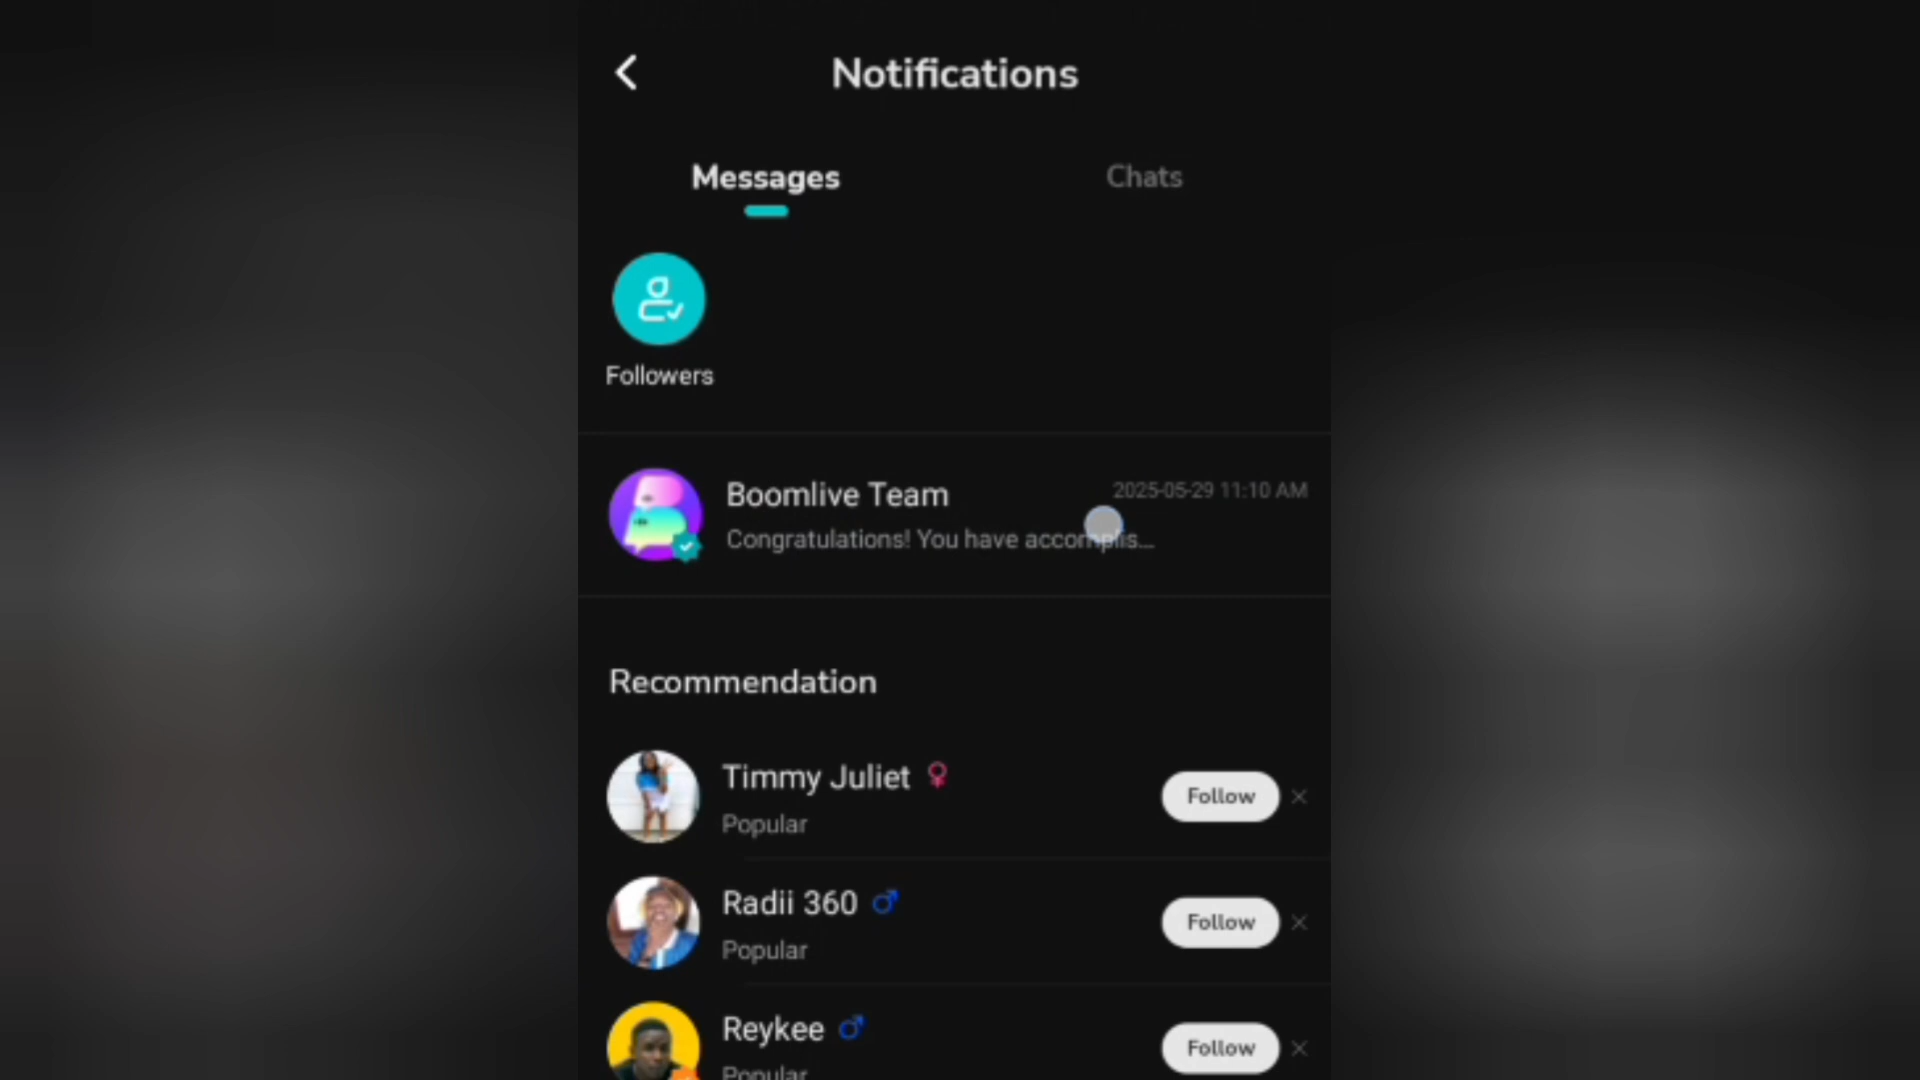 Notifications
Messages
Chats
Followers
Boomlive Team
2025-05-29 11:10 AM
Congratulations! You have accomplis...
Recommendation
Timmy Juliet
Popular
Follow
Radii 360
Popular
Follow
Reykee
Popular
Follow